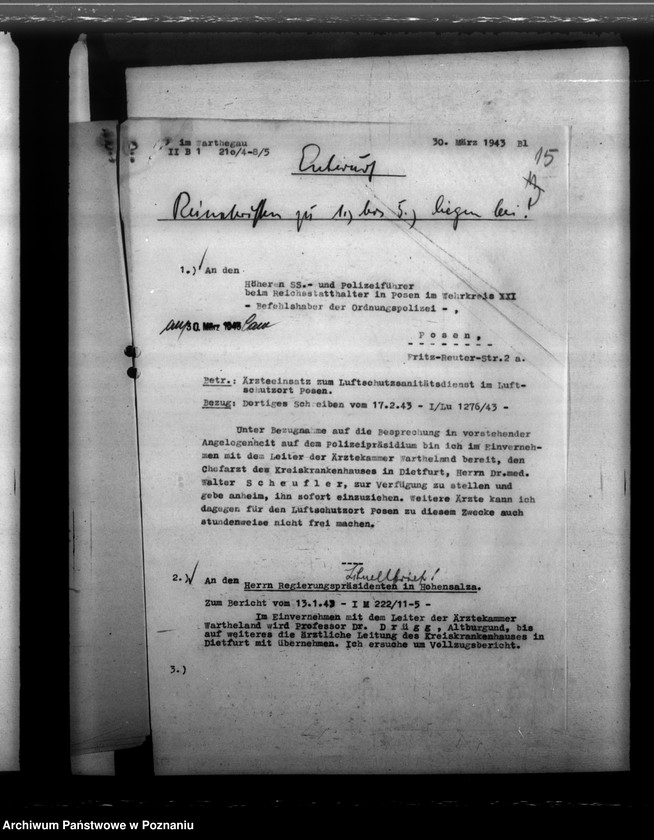 im Warthegau
II B 1 210/4-8/5
30. März 1943 Bl
15
Entwurf
Reinschriften zu 1.) bis 5.) liegen bei!
1.) An den
Höheren SS.- und Polizeiführer
beim Reichsstatthalter in Posen im Wehrkreis XXI
- Befehlshaber der Ordnungspolizei - ,
30. März 1943
P o s e n ,
Fritz-Reuter-Str.2 a.
Betr.: Ärzteeinsatz zum Luftschutzsanitätsdienst im Luft-
schutzort Posen.
Bezug: Dortiges Schreiben vom 17.2.43 - I/Lu 1276/43 -
Unter Bezugnahme auf die Besprechung in vorstehender
Angelegenheit auf dem Polizeipräsidium bin ich im Einverneh-
men mit dem Leiter der Ärztekammer Wartheland bereit, den
Chefarzt des Kreiskrankenhauses in Dietfurt, Herrn Dr.med.
Walter S c h e u f l e r, zur Verfügung zu stellen und
gebe anheim, ihn sofort einzuziehen. Weitere Ärzte kann ich
dagegen für den Luftschutzort Posen zu diesem Zwecke auch
stundenweise nicht frei machen.
Schnellbrief!
2.) An den
Herrn Regierungspräsidenten in Hohensalza.
Zum Bericht vom 13.1.43 - I M 222/11-5 -
Im Einvernehmen mit dem Leiter der Ärztekammer
Wartheland wird Professor Dr. D r ü g g , Altburgund, bis
auf weiteres die ärztliche Leitung des Kreiskrankenhauses in
Dietfurt mit übernehmen. Ich ersuche um Vollzugsbericht.
3.)
Archiwum Państwowe w Poznaniu